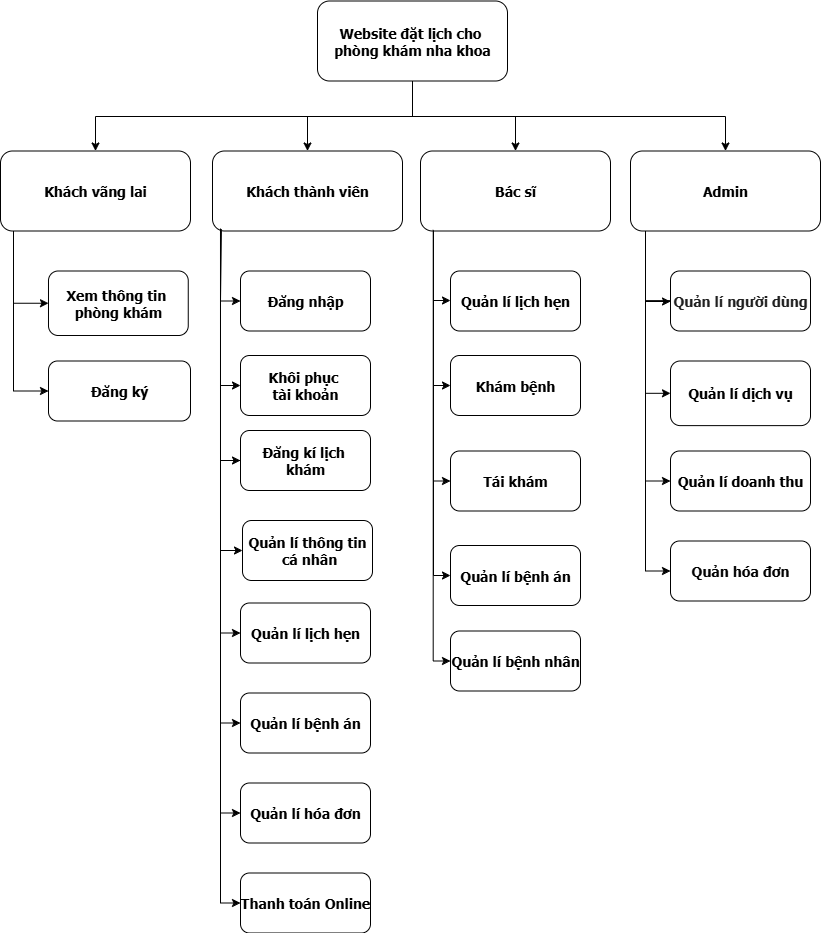 Website đặt lịch cho
phòng khám nha khoa
Khách vãng lai
Khách thành viên
Bác sĩ
Admin
Xem thông tin
phòng khám
Đăng ký
Đăng nhập
Khôi phục
tài khoản
Đăng kí lịch
khám
Quản lí thông tin
cá nhân
Quản lí lịch hẹn
Quản lí bệnh án
Quản lí hóa đơn
Thanh toán Online
Quản lí lịch hẹn
Khám bệnh
Tái khám
Quản lí bệnh án
Quản lí bệnh nhân
Quản lí người dùng
Quản lí dịch vụ
Quản lí doanh thu
Quản hóa đơn